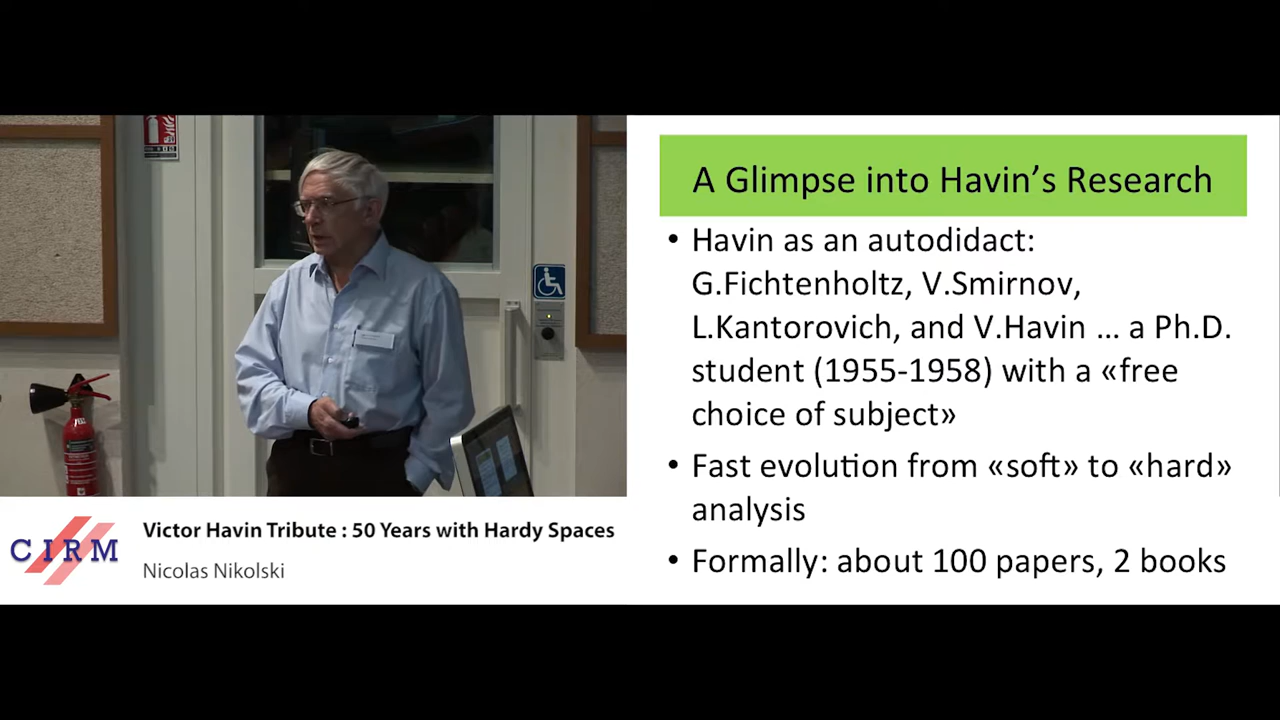 A Glimpse into Havin's Research
• Havin as an autodidact:
G.Fichtenholtz, V.Smirnov,
L.Kantorovich, and V.Havin ... a Ph.D.
student (1955-1958) with a «free
choice of subject»
• Fast evolution from «soft» to «hard»
analysis
• Formally: about 100 papers, 2 books
CIRM
Victor Havin Tribute : 50 Years with Hardy Spaces
Nicolas Nikolski